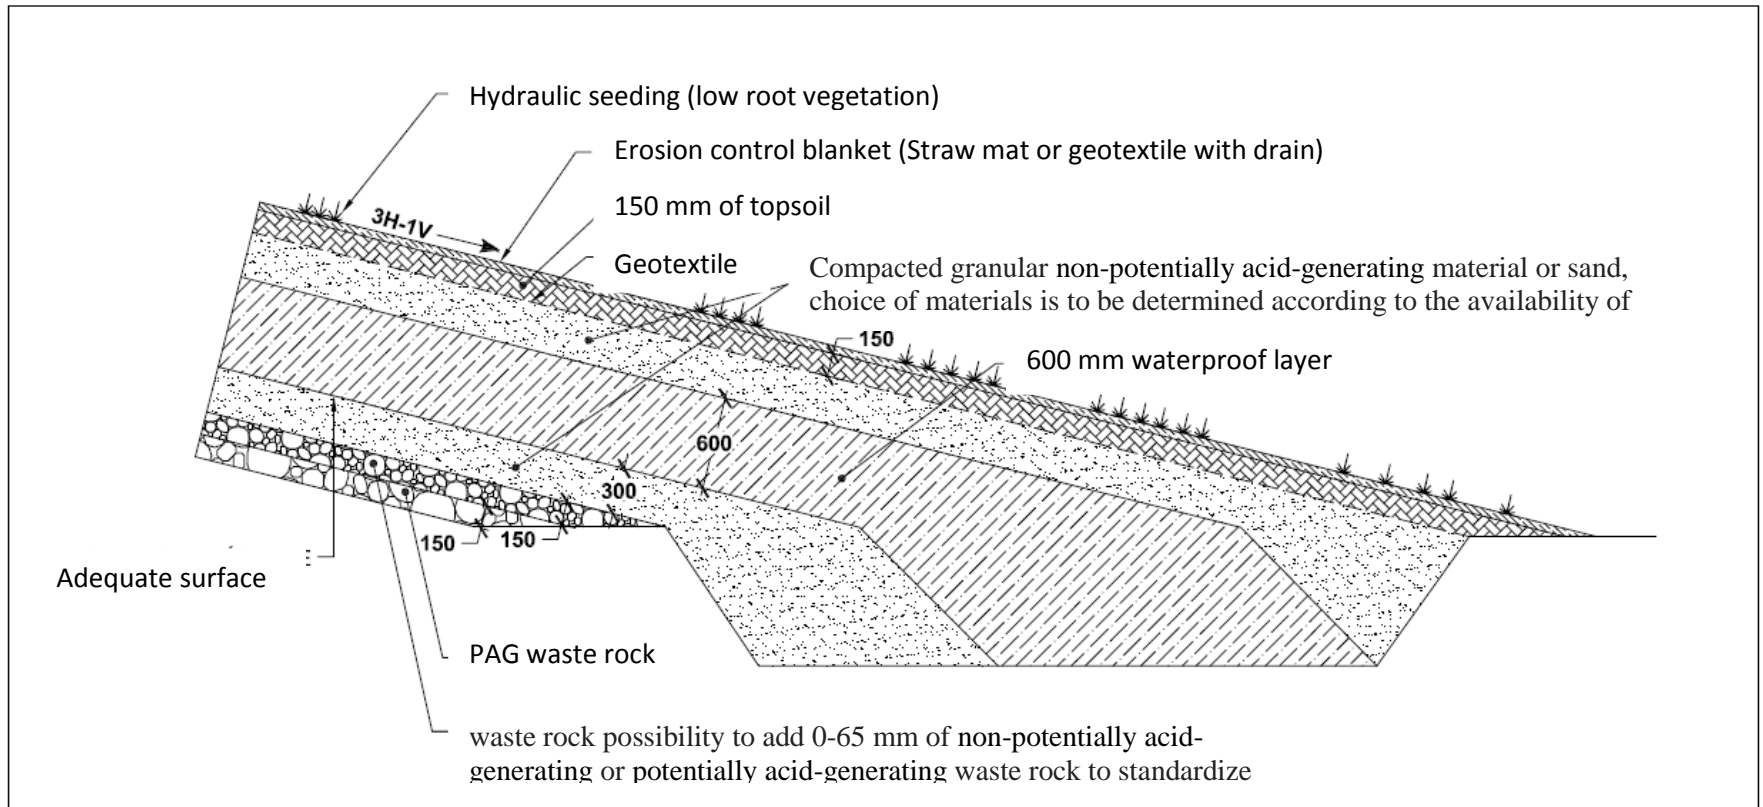 Hydraulic seeding (low root vegetation)
Erosion control blanket (Straw mat or geotextile with drain)
150 mm of topsoil
3H-1V
Geotextile
Compacted granular non-potentially acid-generating material or sand,
choice of materials is to be determined according to the availability of
150
600 mm waterproof layer
600
300
150
150
Adequate surface
PAG waste rock
waste rock possibility to add 0-65 mm of non-potentially acid-
generating or potentially acid-generating waste rock to standardize